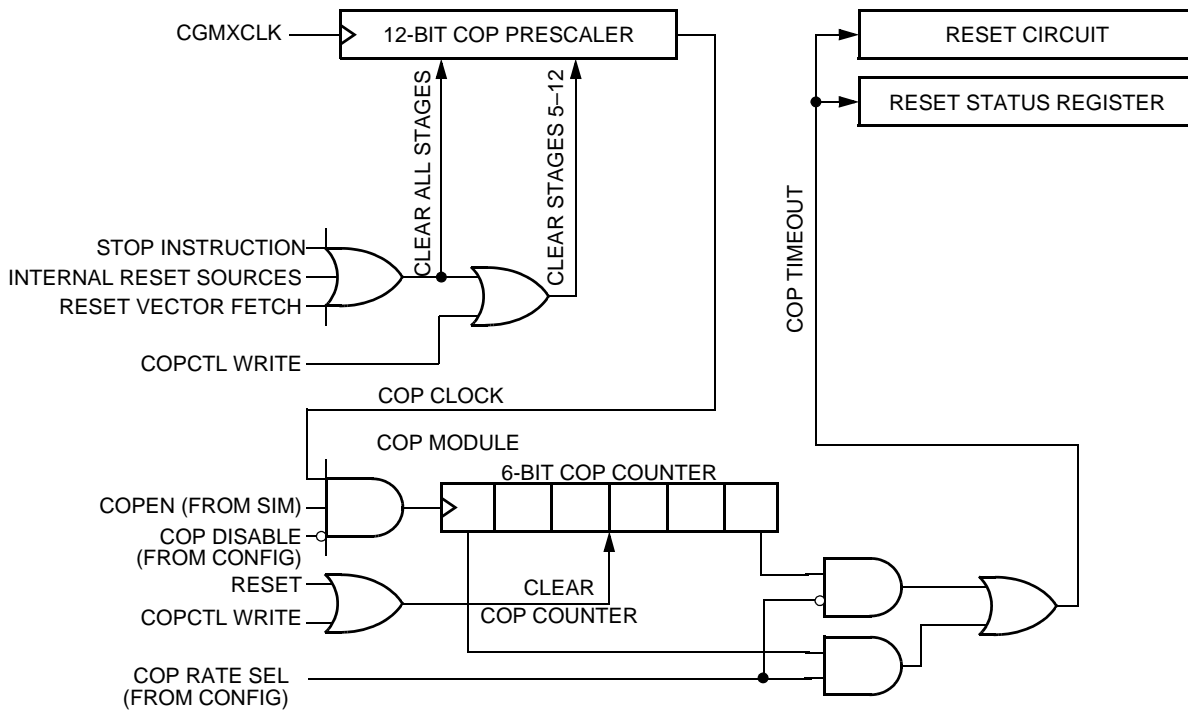 CGMXCLK
12-BIT COP PRESCALER
RESET CIRCUIT
RESET STATUS REGISTER
CLEAR ALL STAGES
CLEAR STAGES 5–12
COP TIMEOUT
STOP INSTRUCTION
INTERNAL RESET SOURCES
RESET VECTOR FETCH
COPCTL WRITE
COP CLOCK
COP MODULE
6-BIT COP COUNTER
COPEN (FROM SIM)
COP DISABLE
(FROM CONFIG)
RESET
COPCTL WRITE
CLEAR
COP COUNTER
COP RATE SEL
(FROM CONFIG)